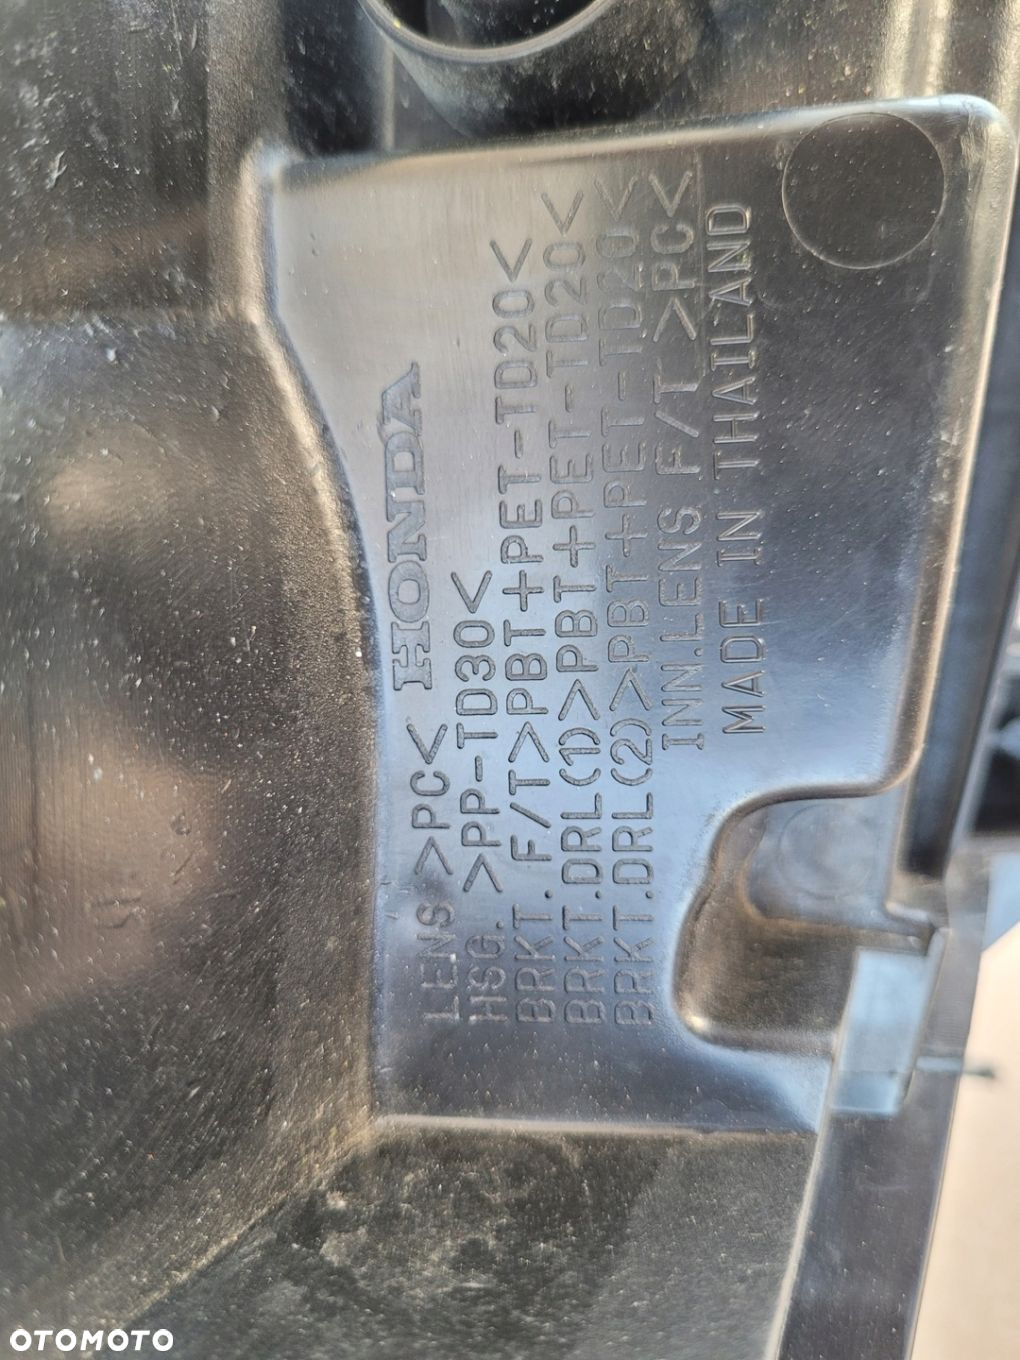 HONDA
LENS >PC<
HSG. >PP-TD30<
BRKT. F/T>PBT+PET-TD20<
BRKT.DRL(1)>PBT+PET-TD20<
BRKT.DRL(2)>PBT+PET-TD20<
INN.LENS F/T >PC<
MADE IN THAILAND
OTOMOTO